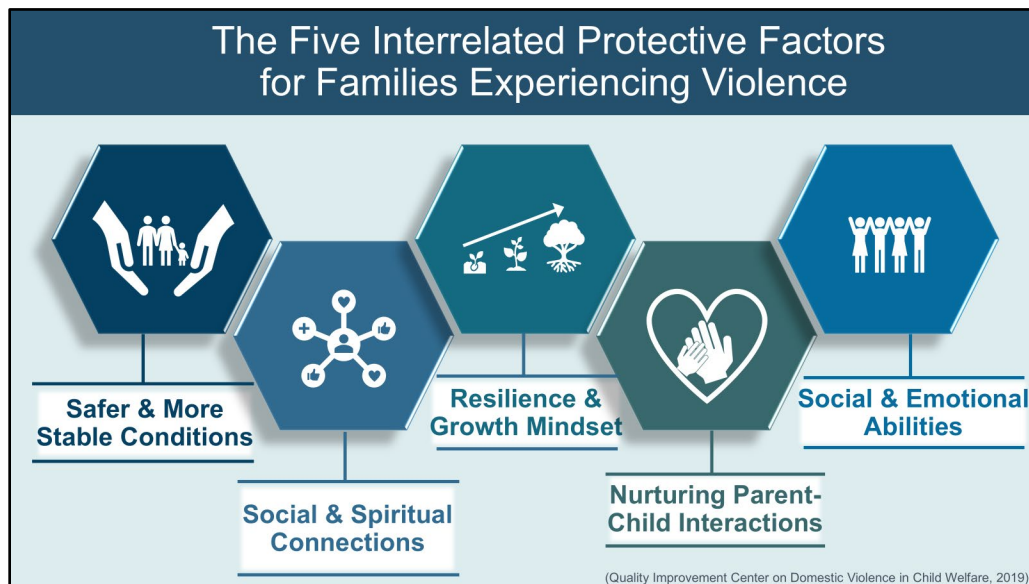 The Five Interrelated Protective Factors
for Families Experiencing Violence
Safer & More
Stable Conditions
Social & Spiritual
Connections
Resilience &
Growth Mindset
Nurturing Parent-
Child Interactions
Social & Emotional
Abilities
(Quality Improvement Center on Domestic Violence in Child Welfare, 2019)